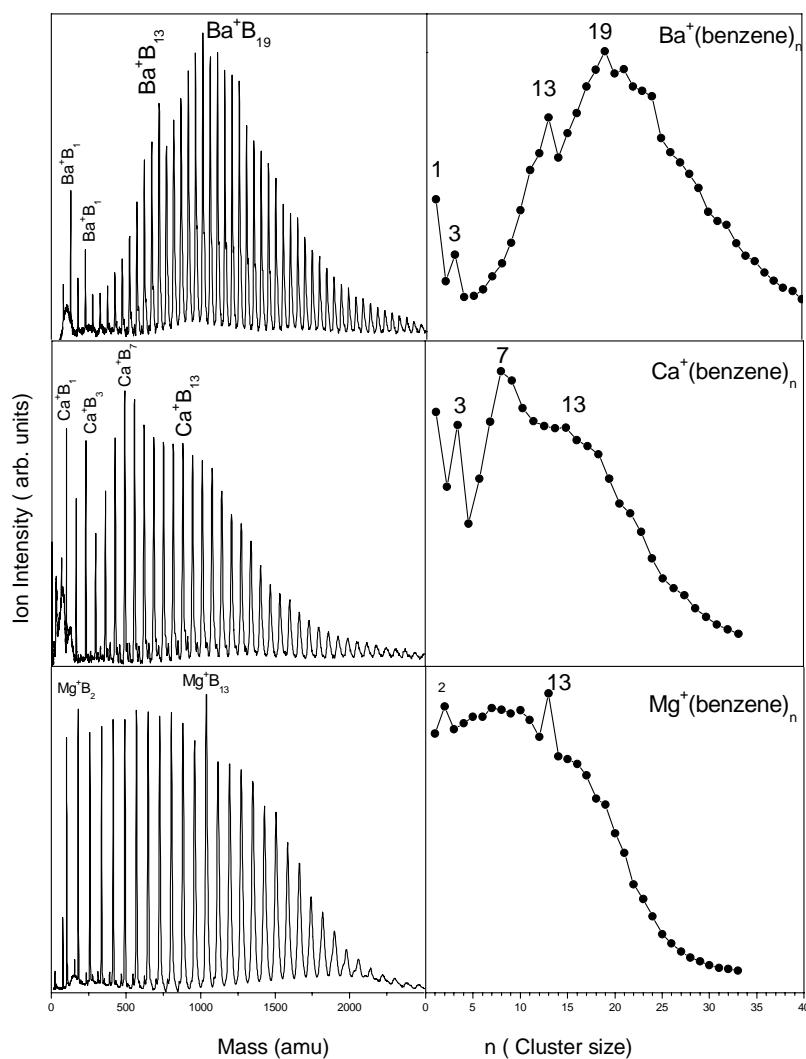 Ion Intensity ( arb. units)
Ba⁺B₁
Ba⁺B₁
Ba⁺B₁₃
Ba⁺B₁₉
1
3
13
19
Ba⁺(benzene)ₙ
Ca⁺B₁
Ca⁺B₃
Ca⁺B₇
Ca⁺B₁₃
3
7
13
Ca⁺(benzene)ₙ
Mg⁺B₂
Mg⁺B₁₃
2
13
Mg⁺(benzene)ₙ
0 500 1000 1500 2000
0 5 10 15 20 25 30 35 40
Mass (amu)
n ( Cluster size)